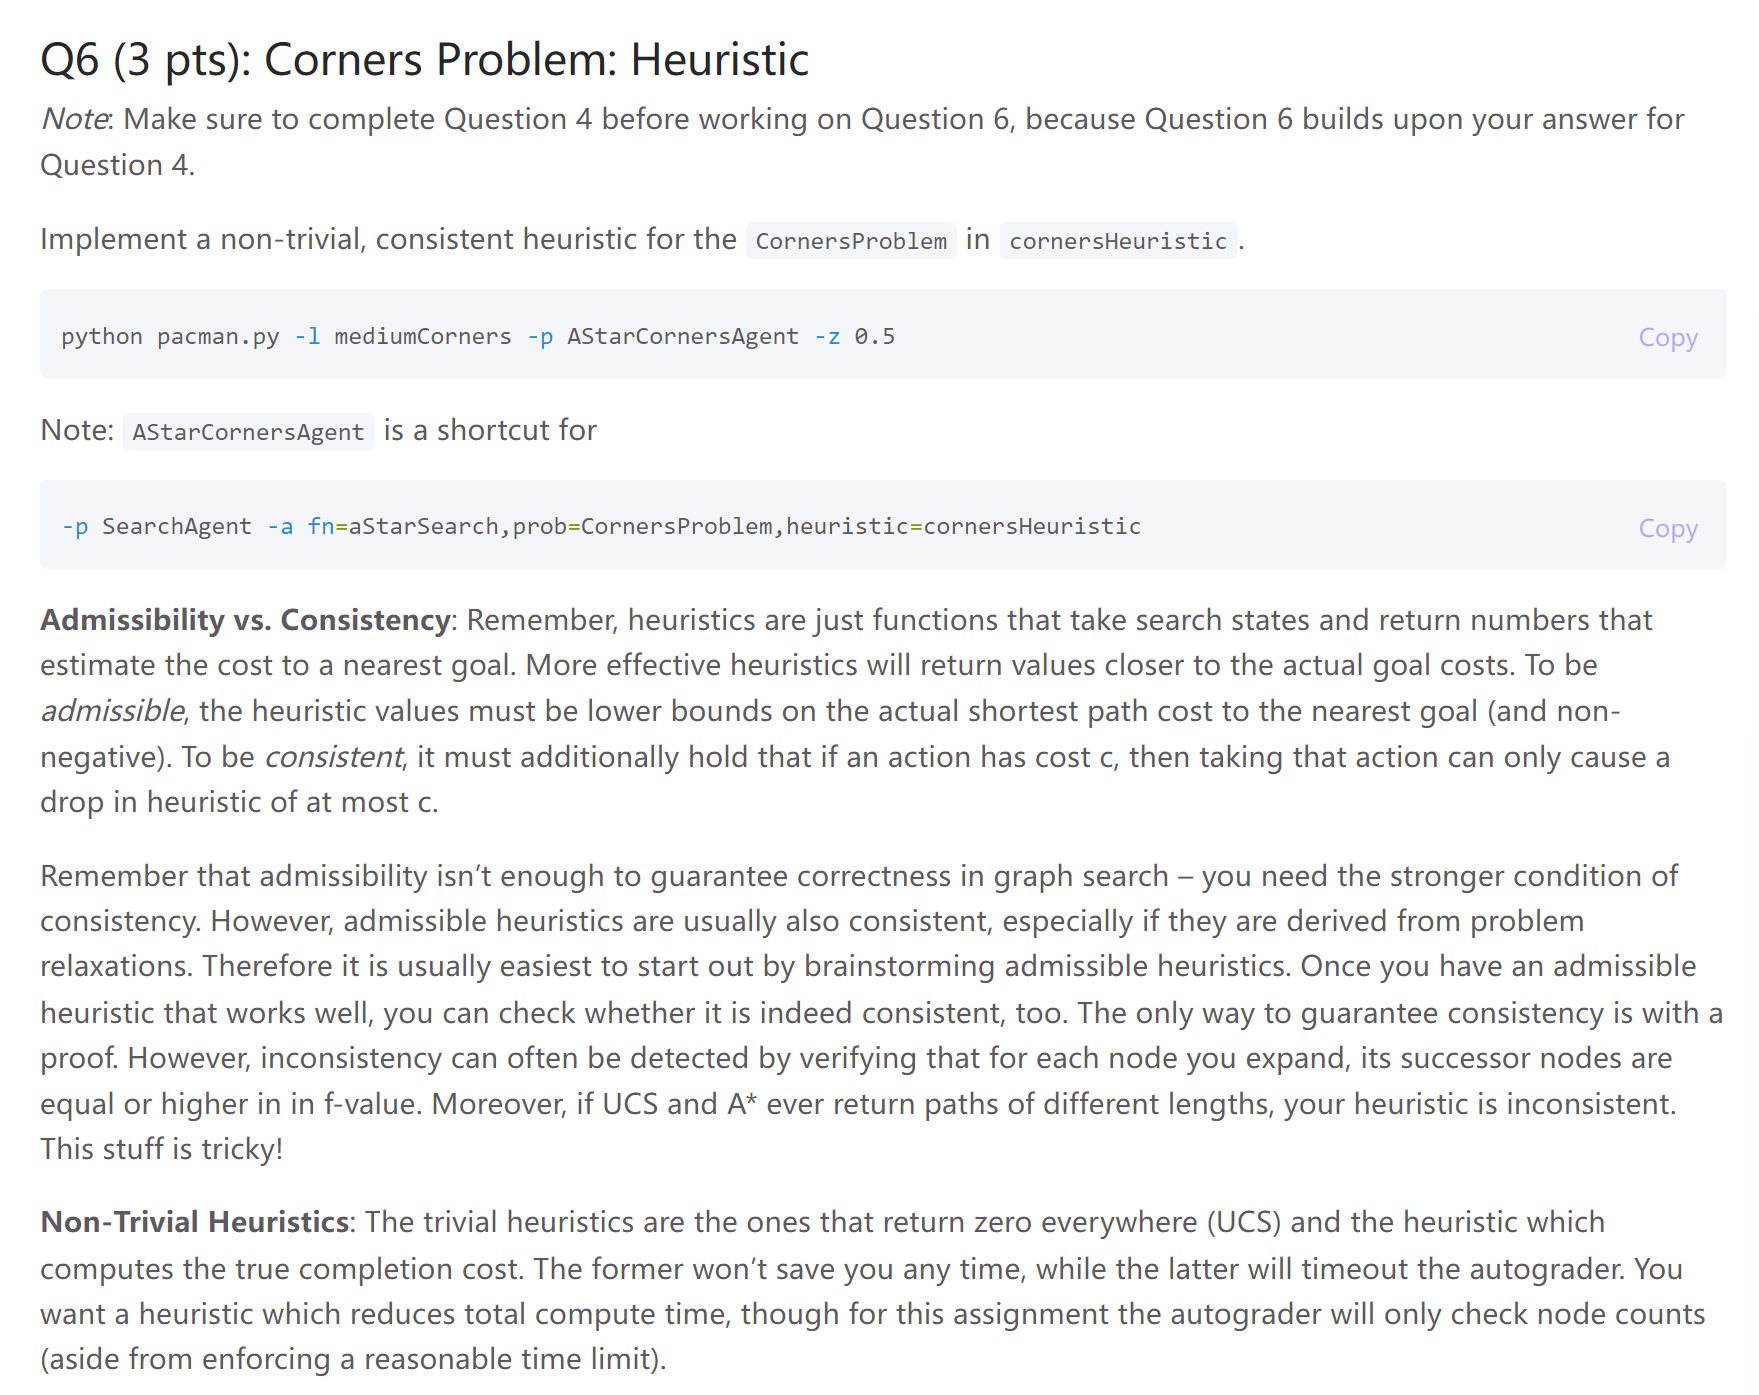 Q6 (3 pts): Corners Problem: Heuristic
Note: Make sure to complete Question 4 before working on Question 6, because Question 6 builds upon your answer for
Question 4.
Implement a non-trivial, consistent heuristic for the CornersProblem in cornersHeuristic.
python pacman.py -l mediumCorners -p AStarCornersAgent -z 0.5
Copy
Note: AStarCornersAgent is a shortcut for
-p SearchAgent -a fn=aStarSearch,prob=CornersProblem,heuristic=cornersHeuristic
Copy
Admissibility vs. Consistency: Remember, heuristics are just functions that take search states and return numbers that
estimate the cost to a nearest goal. More effective heuristics will return values closer to the actual goal costs. To be
admissible, the heuristic values must be lower bounds on the actual shortest path cost to the nearest goal (and non-
negative). To be consistent, it must additionally hold that if an action has cost c, then taking that action can only cause a
drop in heuristic of at most c.
Remember that admissibility isn’t enough to guarantee correctness in graph search – you need the stronger condition of
consistency. However, admissible heuristics are usually also consistent, especially if they are derived from problem
relaxations. Therefore it is usually easiest to start out by brainstorming admissible heuristics. Once you have an admissible
heuristic that works well, you can check whether it is indeed consistent, too. The only way to guarantee consistency is with a
proof. However, inconsistency can often be detected by verifying that for each node you expand, its successor nodes are
equal or higher in in f-value. Moreover, if UCS and A* ever return paths of different lengths, your heuristic is inconsistent.
This stuff is tricky!
Non-Trivial Heuristics: The trivial heuristics are the ones that return zero everywhere (UCS) and the heuristic which
computes the true completion cost. The former won’t save you any time, while the latter will timeout the autograder. You
want a heuristic which reduces total compute time, though for this assignment the autograder will only check node counts
(aside from enforcing a reasonable time limit).